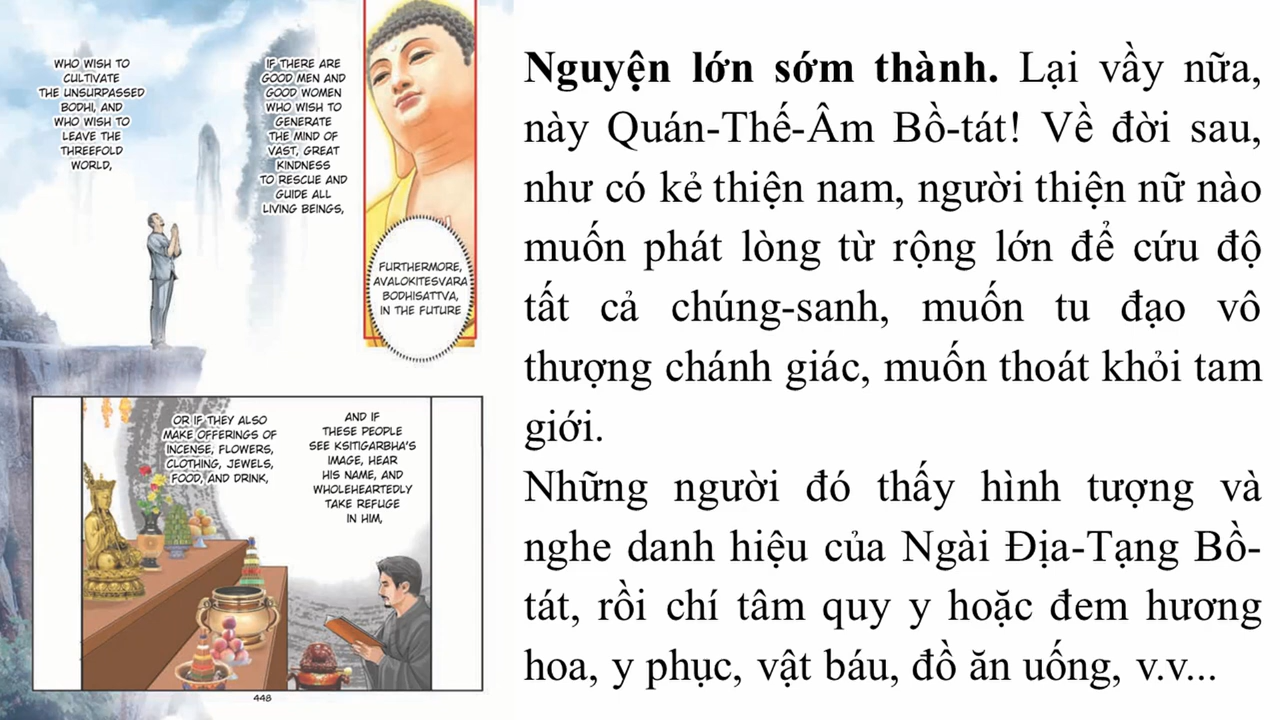 FURTHERMORE,
AVALOKITESVARA
BODHISATTVA,
IN THE FUTURE
IF THERE ARE
GOOD MEN AND
GOOD WOMEN
WHO WISH TO
GENERATE
THE MIND OF
VAST, GREAT
KINDNESS
TO RESCUE AND
GUIDE ALL
LIVING BEINGS,
WHO WISH TO
CULTIVATE
THE UNSURPASSED
BODHI, AND
WHO WISH TO
LEAVE THE
THREEFOLD
WORLD,
AND IF
THESE PEOPLE
SEE KSITIGARBHA'S
IMAGE, HEAR
HIS NAME, AND
WHOLEHEARTEDLY
TAKE REFUGE
IN HIM,
OR IF THEY ALSO
MAKE OFFERINGS OF
INCENSE, FLOWERS,
CLOTHING, JEWELS,
FOOD, AND DRINK,
448
Nguyện lớn sớm thành. Lại vầy nữa,
này Quán-Thế-Âm Bồ-tát! Về đời sau,
như có kẻ thiện nam, người thiện nữ nào
muốn phát lòng từ rộng lớn để cứu độ
tất cả chúng-sanh, muốn tu đạo vô
thượng chánh giác, muốn thoát khỏi tam
giới.
Những người đó thấy hình tượng và
nghe danh hiệu của Ngài Địa-Tạng Bồ-
tát, rồi chí tâm quy y hoặc đem hương
hoa, y phục, vật báu, đồ ăn uống, v.v...